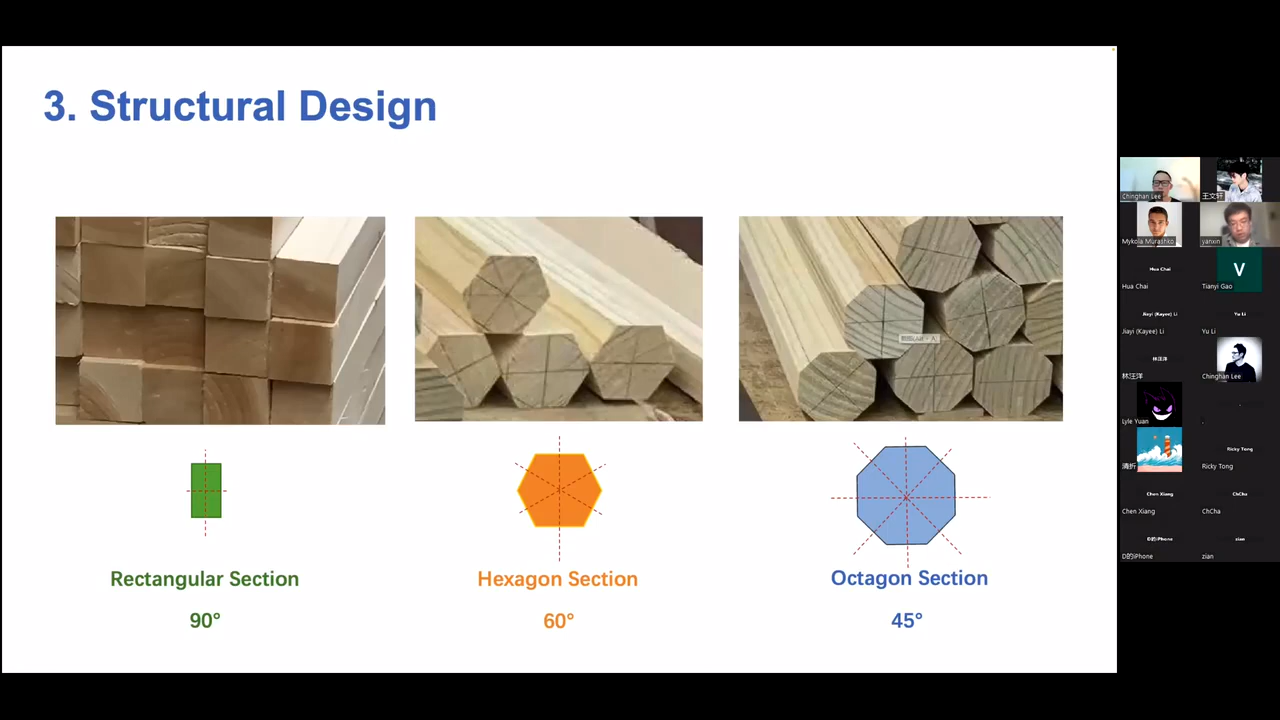 3. Structural Design
Rectangular Section
90°
Hexagon Section
60°
Octagon Section
45°
Chinghan Lee
王文轩
Mykola Murashko
yanxin
Hua Chai
Hua Chai
V
Tianyi Gao
Jiayi (Kayee) Li
Jiayi (Kayee) Li
Yu Li
Yu Li
林汪洋
林汪洋
Chinghan Lee
Lyle Yuan
Ricky Tong
Ricky Tong
Chen Xiang
Chen Xiang
ChCha
ChCha
D的iPhone
D的iPhone
zian
zian